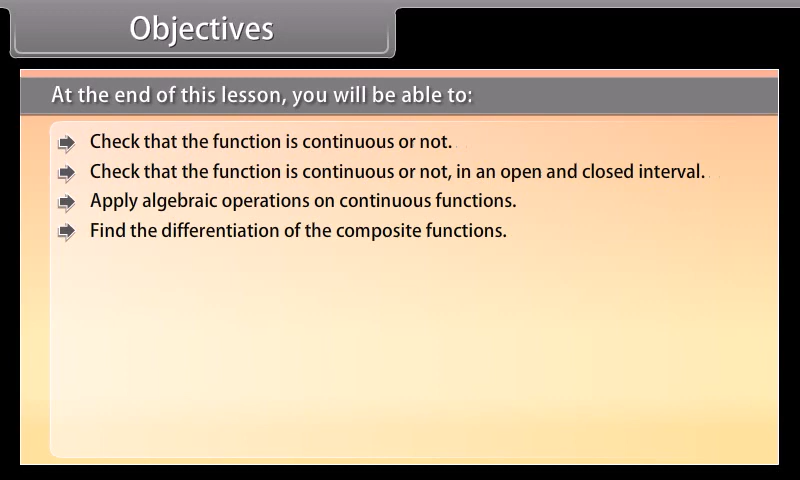 Objectives
At the end of this lesson, you will be able to:
Check that the function is continuous or not.
Check that the function is continuous or not, in an open and closed interval.
Apply algebraic operations on continuous functions.
Find the differentiation of the composite functions.